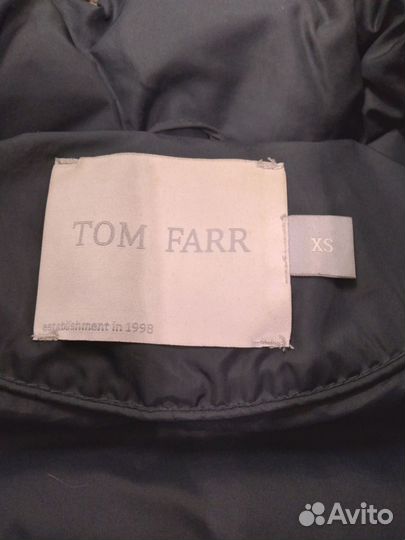 TOM FARR
XS
establishment in 1998
Avito